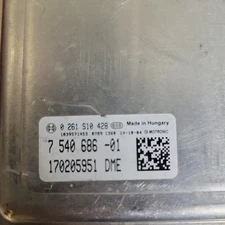 Made in Hungary
0 261 S10 428
7 540 686 -01
170205951 DME